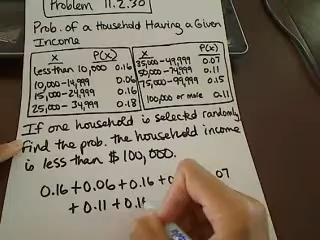 Problem 11.2.30
Prob. of a Household Having a Given
Income
x P(x)
less than 10,000 0.16
10,000-14,999 0.06
15,000-24,999 0.16
25,000-34,999 0.18
x P(x)
35,000-49,999 0.07
50,000-74,999 0.11
75,000-99,999 0.15
100,000 or more 0.11
If one household is selected randomly
find the prob. the household income
is less than $100,000.
0.16+0.06+0.16+0 07
+0.11+0.1